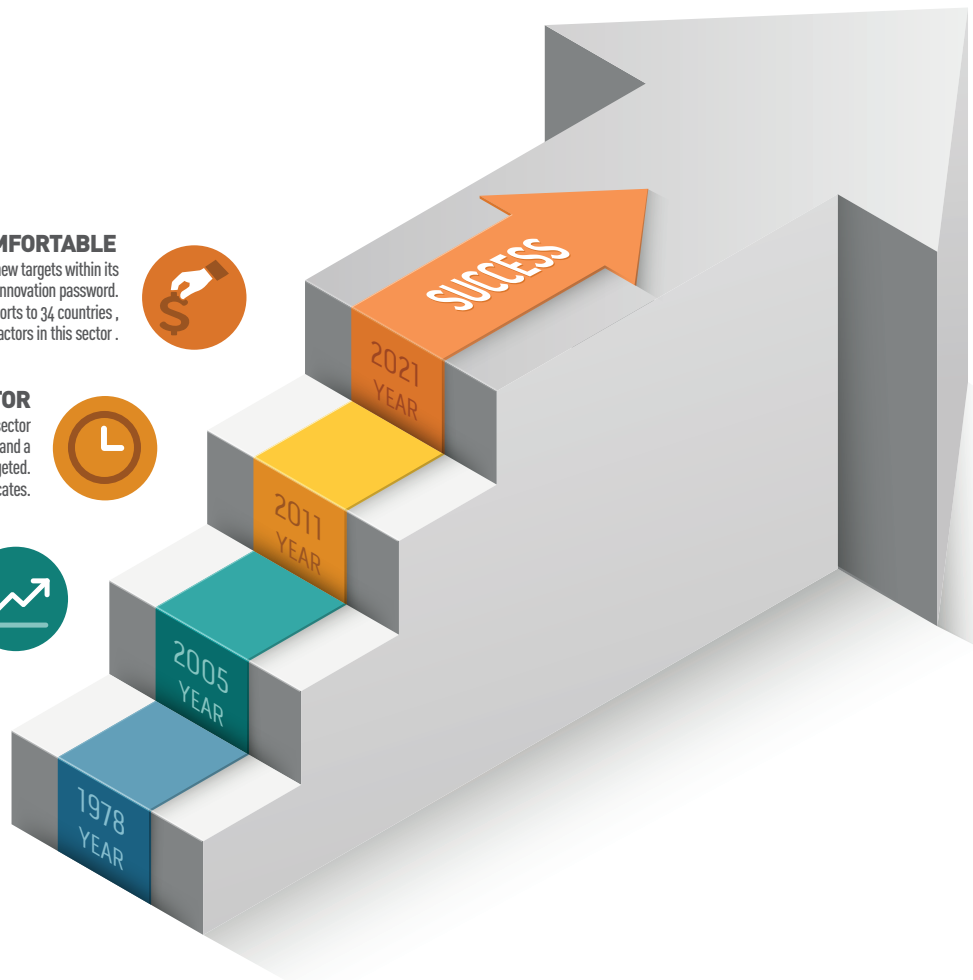 MFORTABLE
new targets within its
nnovation password.
orts to 34 countries ,
actors in this sector .
TOR
sector
and a
geted.
cates.
SUCCESS
2021
YEAR
2011
YEAR
2005
YEAR
1978
YEAR